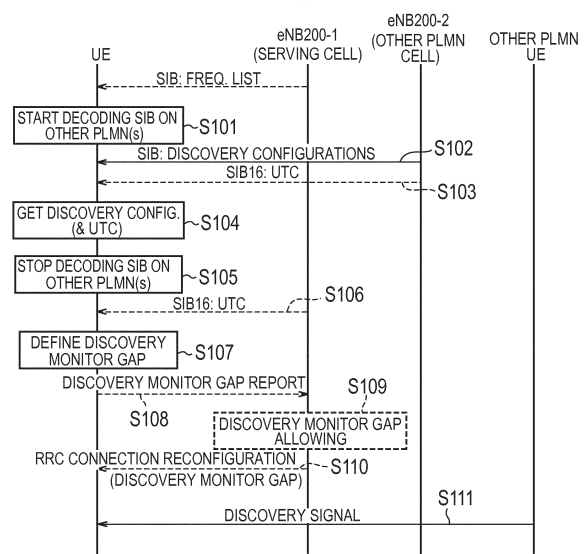 UE
eNB200-1
(SERVING CELL)
eNB200-2
(OTHER PLMN
CELL)
OTHER PLMN
UE
SIB: FREQ. LIST
START DECODING SIB ON
OTHER PLMN(s)
S101
SIB: DISCOVERY CONFIGURATIONS
S102
SIB16: UTC
S103
GET DISCOVERY CONFIG.
(& UTC)
S104
STOP DECODING SIB ON
OTHER PLMN(s)
S105
SIB16: UTC
S106
DEFINE DISCOVERY
MONITOR GAP
S107
DISCOVERY MONITOR GAP REPORT
S108
S109
DISCOVERY MONITOR GAP
ALLOWING
RRC CONNECTION RECONFIGURATION
S110
(DISCOVERY MONITOR GAP)
S111
DISCOVERY SIGNAL